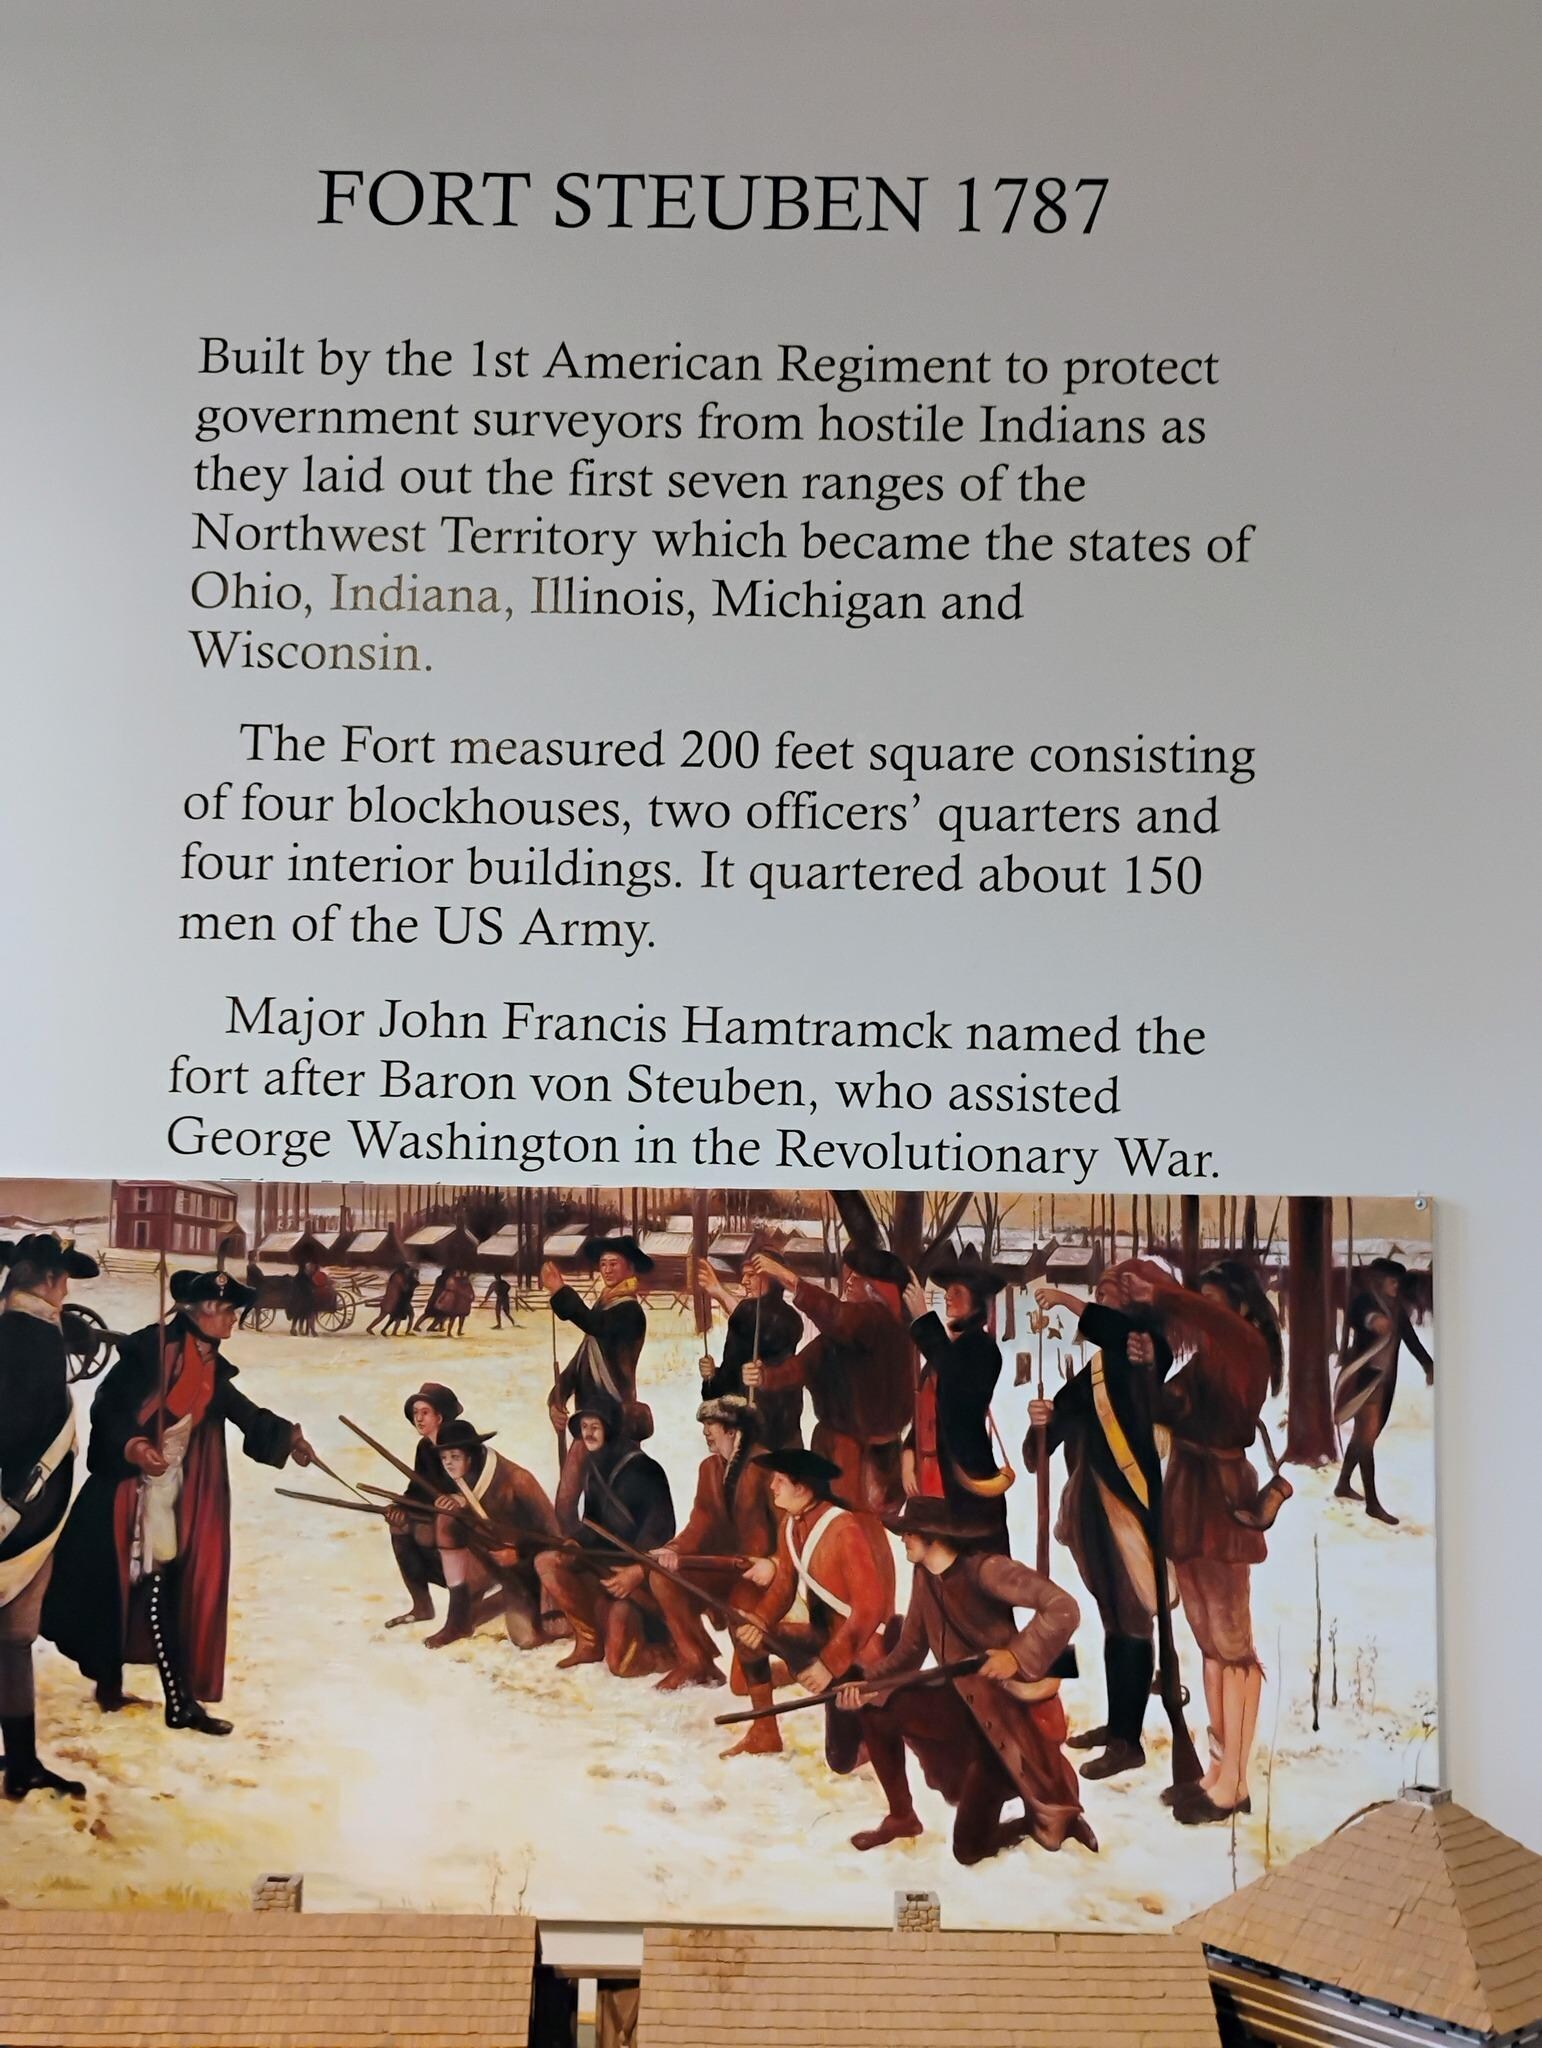 FORT STEUBEN 1787
Built by the 1st American Regiment to protect
government surveyors from hostile Indians as
they laid out the first seven ranges of the
Northwest Territory which became the states of
Ohio, Indiana, Illinois, Michigan and
Wisconsin.
The Fort measured 200 feet square consisting
of four blockhouses, two officers’ quarters and
four interior buildings. It quartered about 150
men of the US Army.
Major John Francis Hamtramck named the
fort after Baron von Steuben, who assisted
George Washington in the Revolutionary War.